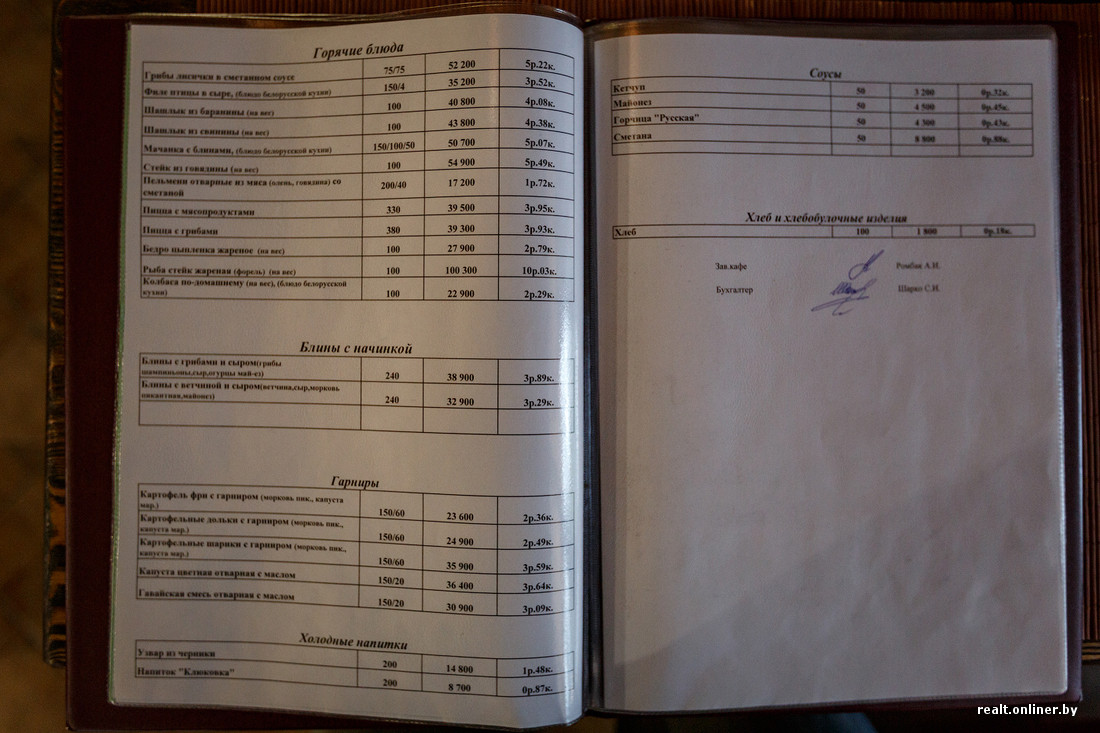 Горячие блюда
Грибы лисички в сметанном соусе 75/75 52 200 5р.22к.
Филе птицы в сыре, (блюдо белорусской кухни) 150/4 35 200 3р.52к.
Шашлык из баранины (на вес) 100 40 800 4р.08к.
Шашлык из свинины (на вес) 100 43 800 4р.38к.
Мачанка с блинами, (блюдо белорусской кухни) 150/100/50 50 700 5р.07к.
Стейк из говядины (на вес) 100 54 900 5р.49к.
Пельмени отварные из мяса (олень, говядина) со
сметаной 200/40 17 200 1р.72к.
Пицца с мясопродуктами 330 39 500 3р.95к.
Пицца с грибами 380 39 300 3р.93к.
Бедро цыпленка жареное (на вес) 100 27 900 2р.79к.
Рыба стейк жареная (форель) (на вес) 100 100 300 10р.03к.
Колбаса по-домашнему (на вес), (блюдо белорусской
кухни) 100 22 900 2р.29к.
Блины с начинкой
Блины с грибами и сыром(грибы
шампиньоны,сыр,огурцы май-ез) 240 38 900 3р.89к.
Блины с ветчиной и сыром(ветчина,сыр,морковь
пикантная,майонез) 240 32 900 3р.29к.
Гарниры
Картофель фри с гарниром (морковь пик., капуста
мар.) 150/60 23 600 2р.36к.
Картофельные дольки с гарниром (морковь пик.,
капуста мар.) 150/60 24 900 2р.49к.
Картофельные шарики с гарниром (морковь пик.,
капуста мар.) 150/60 35 900 3р.59к.
Капуста цветная отварная с маслом 150/20 36 400 3р.64к.
Гавайская смесь отварная с маслом 150/20 30 900 3р.09к.
Холодные напитки
Узвар из черники 200 14 800 1р.48к.
Напиток "Клюковка" 200 8 700 0р.87к.
Соусы
Кетчуп 50 3 200 0р.32к.
Майонез 50 4 500 0р.45к.
Горчица "Русская" 50 4 300 0р.43к.
Сметана 50 8 800 0р.88к.
Хлеб и хлебобулочные изделия
Хлеб 100 1 800 0р.18к.
Зав.кафе Ромбак А.И.
Бухгалтер Шарко С.И.
realt.onliner.by